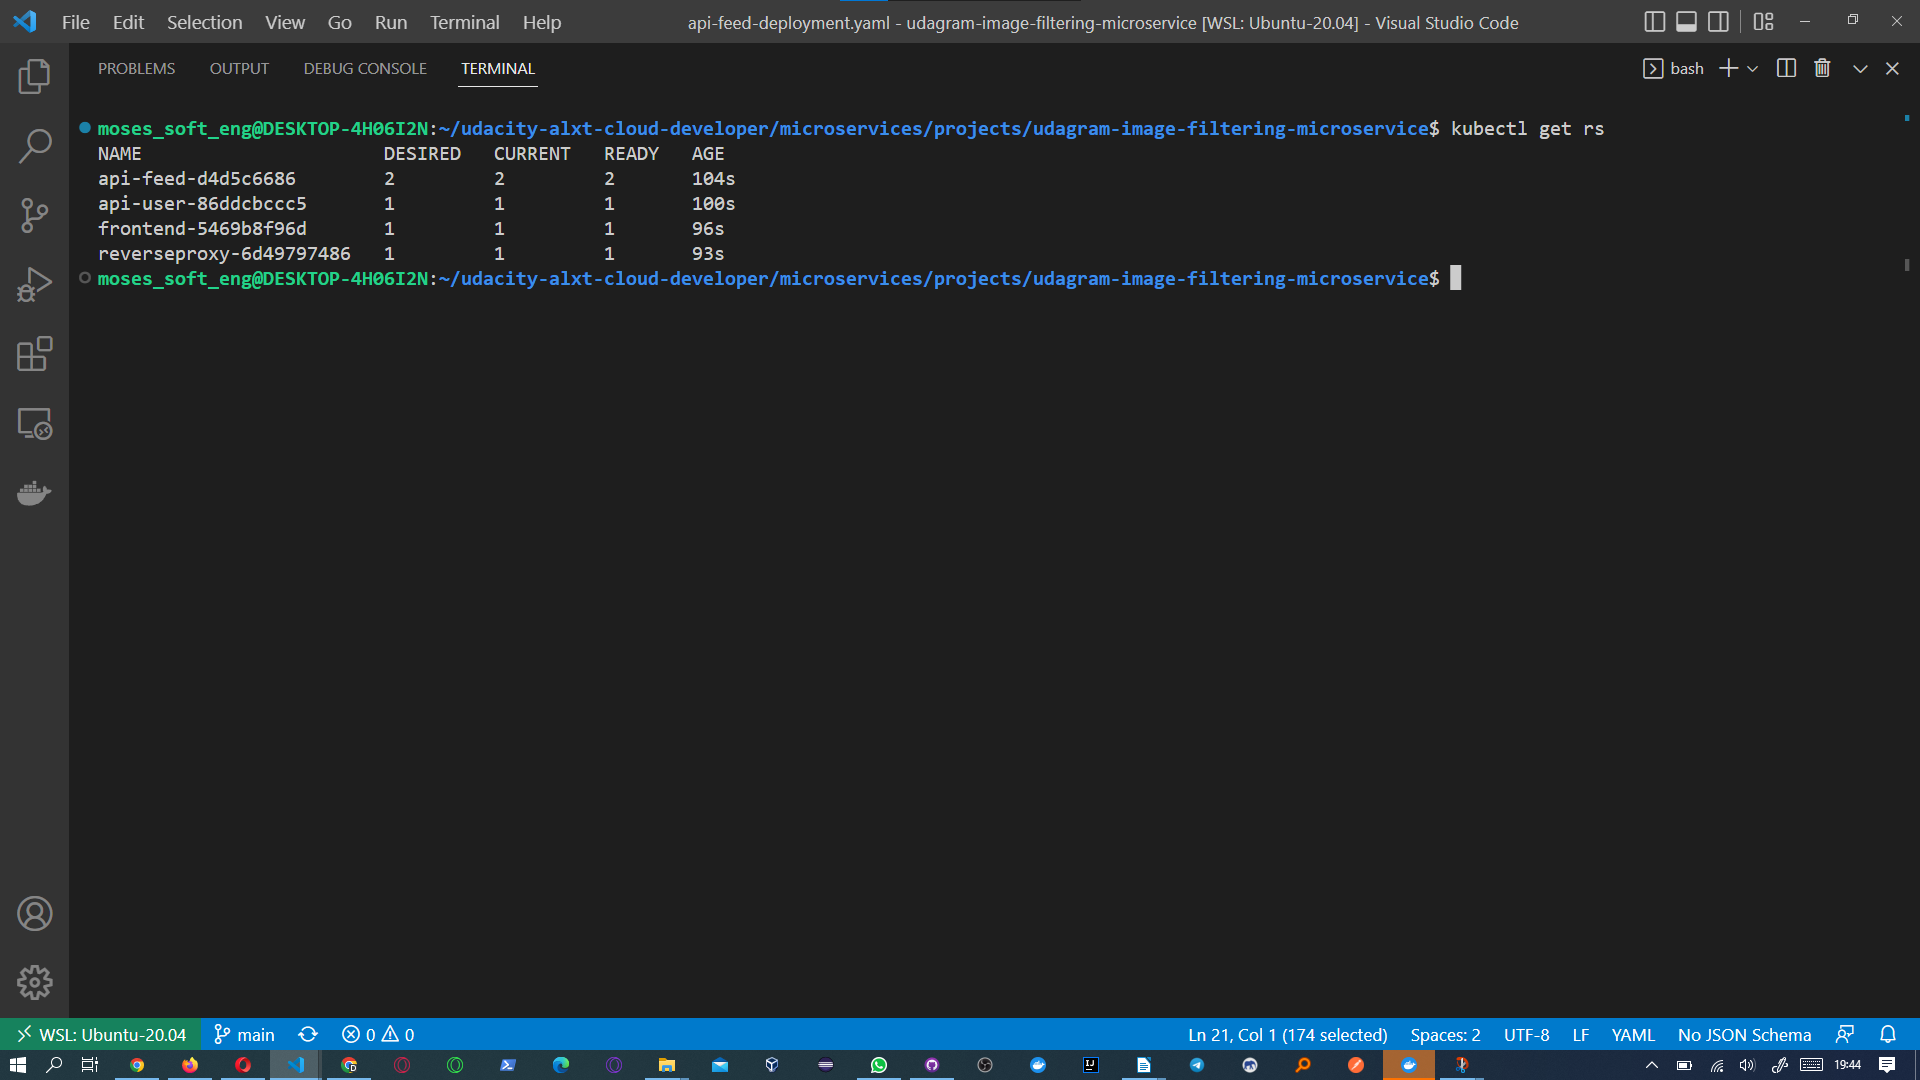 File Edit Selection View Go Run Terminal Help api-feed-deployment.yaml - udagram-image-filtering-microservice [WSL: Ubuntu-20.04] - Visual Studio Code
PROBLEMS OUTPUT DEBUG CONSOLE TERMINAL bash
moses_soft_eng@DESKTOP-4H06I2N:~/udacity-alxt-cloud-developer/microservices/projects/udagram-image-filtering-microservice$ kubectl get rs
NAME DESIRED CURRENT READY AGE
api-feed-d4d5c6686 2 2 2 104s
api-user-86ddcbccc5 1 1 1 100s
frontend-5469b8f96d 1 1 1 96s
reverseproxy-6d49797486 1 1 1 93s
moses_soft_eng@DESKTOP-4H06I2N:~/udacity-alxt-cloud-developer/microservices/projects/udagram-image-filtering-microservice$
WSL: Ubuntu-20.04 main 0 0 Ln 21, Col 1 (174 selected) Spaces: 2 UTF-8 LF YAML No JSON Schema
19:44